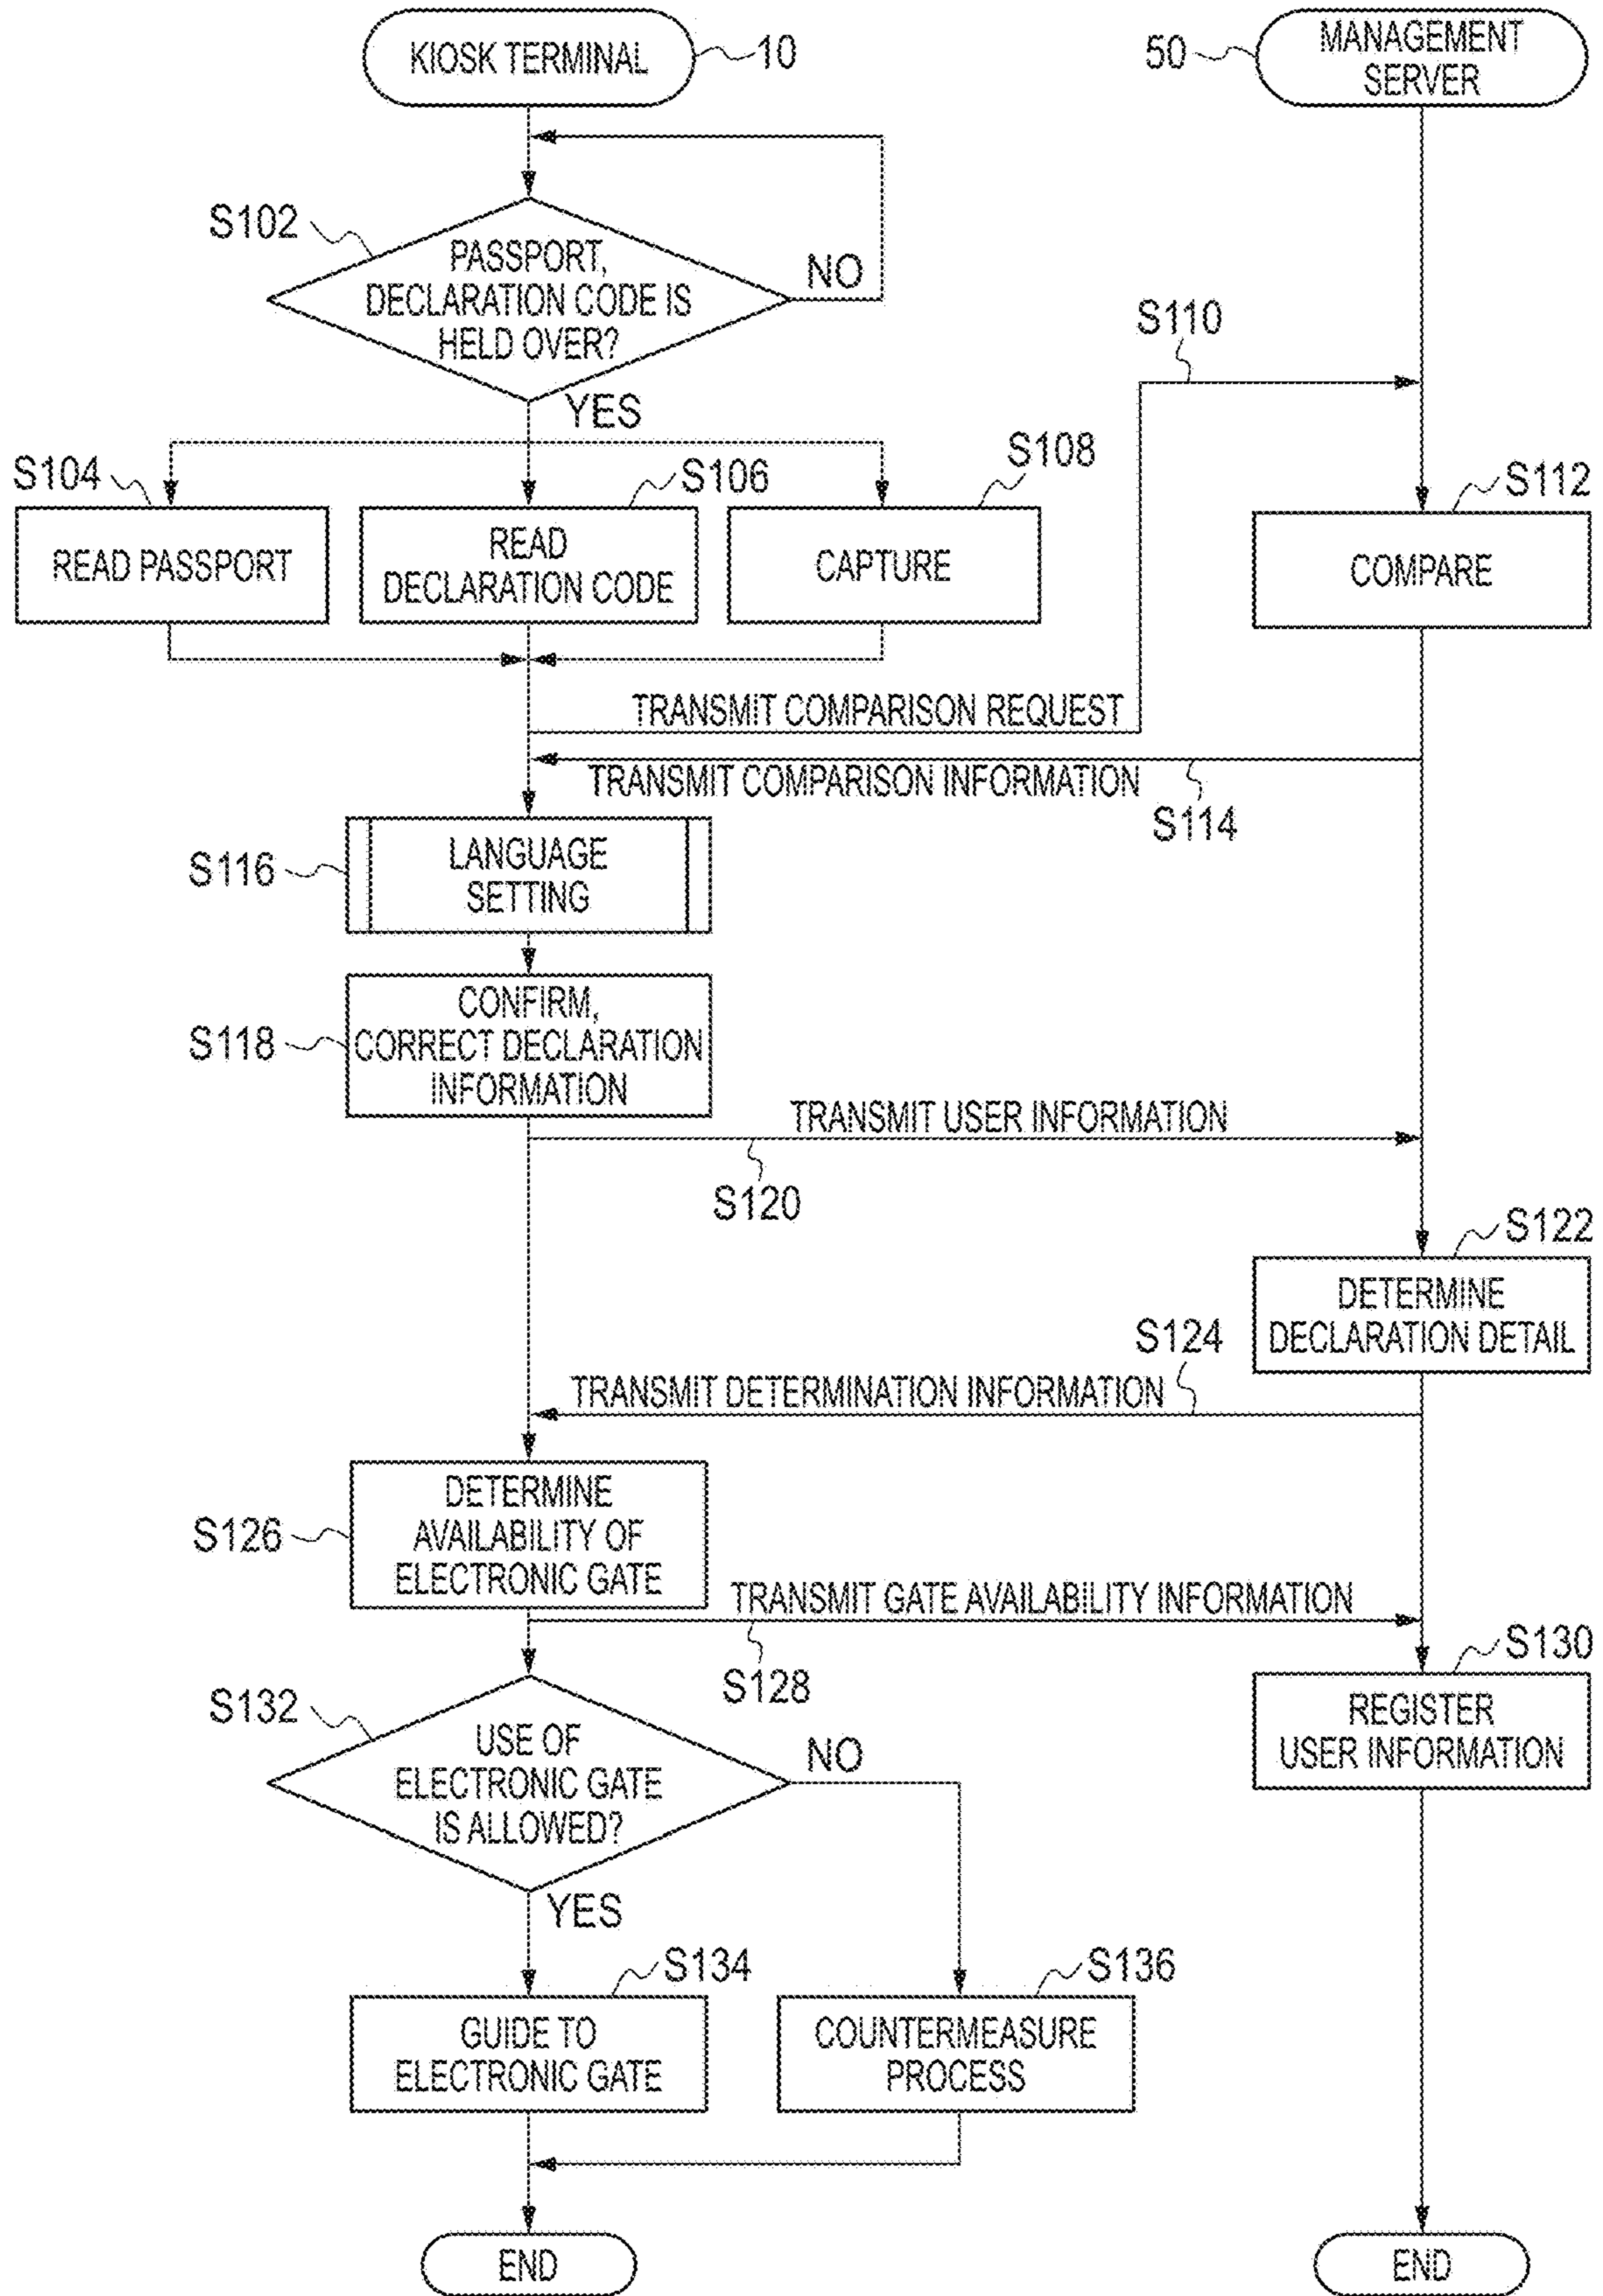 KIOSK TERMINAL
10
50
MANAGEMENT
SERVER
S102
PASSPORT,
DECLARATION CODE IS
HELD OVER?
NO
YES
S110
S104
READ PASSPORT
S106
READ
DECLARATION CODE
S108
CAPTURE
S112
COMPARE
TRANSMIT COMPARISON REQUEST
TRANSMIT COMPARISON INFORMATION
S114
S116
LANGUAGE
SETTING
S118
CONFIRM,
CORRECT DECLARATION
INFORMATION
TRANSMIT USER INFORMATION
S120
S122
DETERMINE
DECLARATION DETAIL
S124
TRANSMIT DETERMINATION INFORMATION
S126
DETERMINE
AVAILABILITY OF
ELECTRONIC GATE
TRANSMIT GATE AVAILABILITY INFORMATION
S128
S130
REGISTER
USER INFORMATION
S132
USE OF
ELECTRONIC GATE
IS ALLOWED?
NO
YES
S134
GUIDE TO
ELECTRONIC GATE
S136
COUNTERMEASURE
PROCESS
END
END